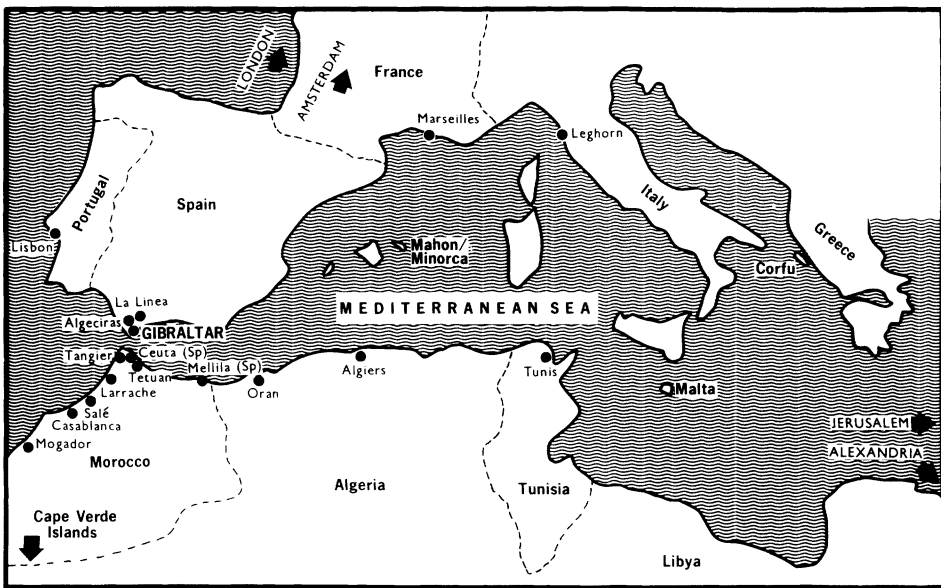 LONDON
AMSTERDAM
France
Marseilles
Leghorn
Portugal
Spain
Italy
Lisbon
Mahon/
Minorca
Greece
Corfu
La Linea
Algeciras
GIBRALTAR
MEDITERRANEAN SEA
Tangier
Ceuta (Sp)
Tetuan
Mellila (Sp)
Algiers
Tunis
Larrache
Oran
Malta
Salé
Casablanca
JERUSALEM
Mogador
ALEXANDRIA
Morocco
Algeria
Tunisia
Cape Verde
Islands
Libya